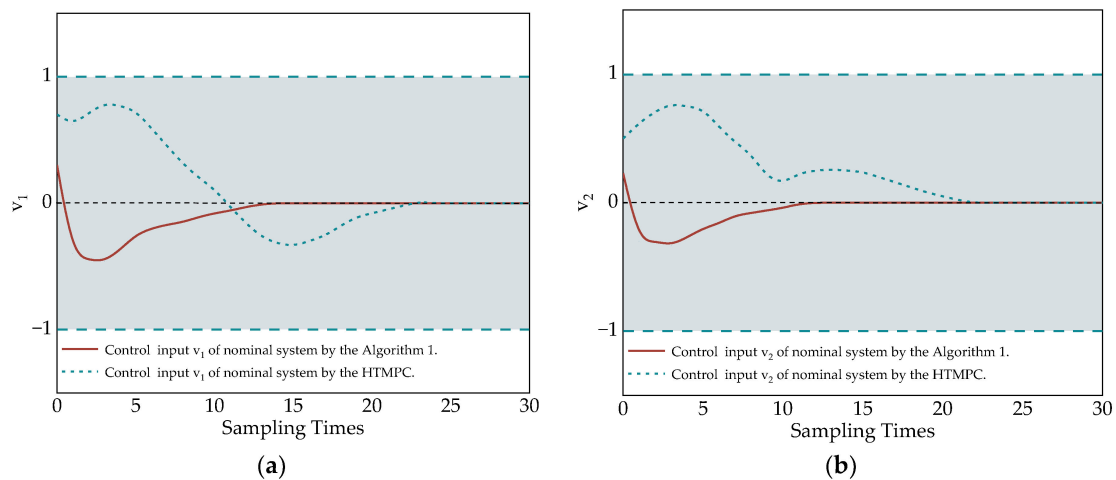 1
0
−1
v1
Control input v1 of nominal system by the Algorithm 1.
Control input v1 of nominal system by the HTMPC.
0 5 10 15 20 25 30
Sampling Times
(a)
1
0
−1
v2
Control input v2 of nominal system by the Algorithm 1.
Control input v2 of nominal system by the HTMPC.
0 5 10 15 20 25 30
Sampling Times
(b)